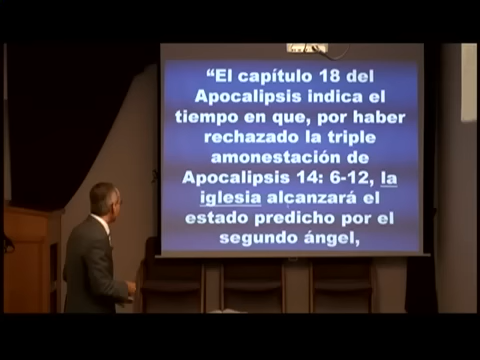 “El capítulo 18 del
Apocalipsis indica el
tiempo en que, por haber
rechazado la triple
amonestación de
Apocalipsis 14: 6-12, la
iglesia alcanzará el
estado predicho por el
segundo ángel,